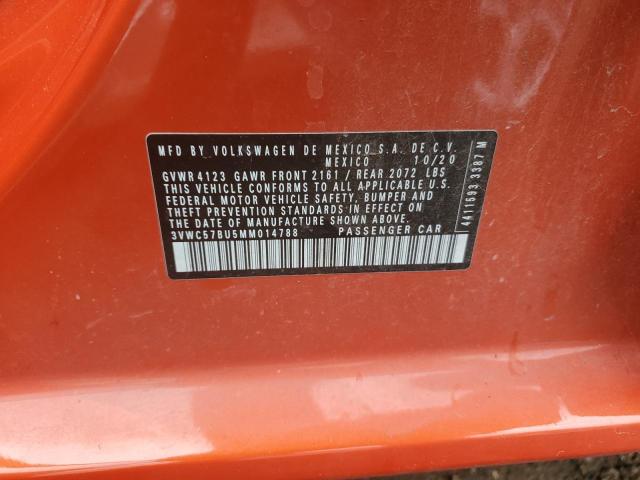 MFD BY VOLKSWAGEN DE MEXICO S.A. DE C.V.
MEXICO 10/20
GVWR 4123 GAWR FRONT 2161 / REAR 2072 LBS
THIS VEHICLE CONFORMS TO ALL APPLICABLE U.S.
FEDERAL MOTOR VEHICLE SAFETY, BUMPER AND
THEFT PREVENTION STANDARDS IN EFFECT ON THE
DATE OF MANUFACTURE SHOWN ABOVE.
3VWC57BU5MM014788 PASSENGER CAR
4411693 3387 M